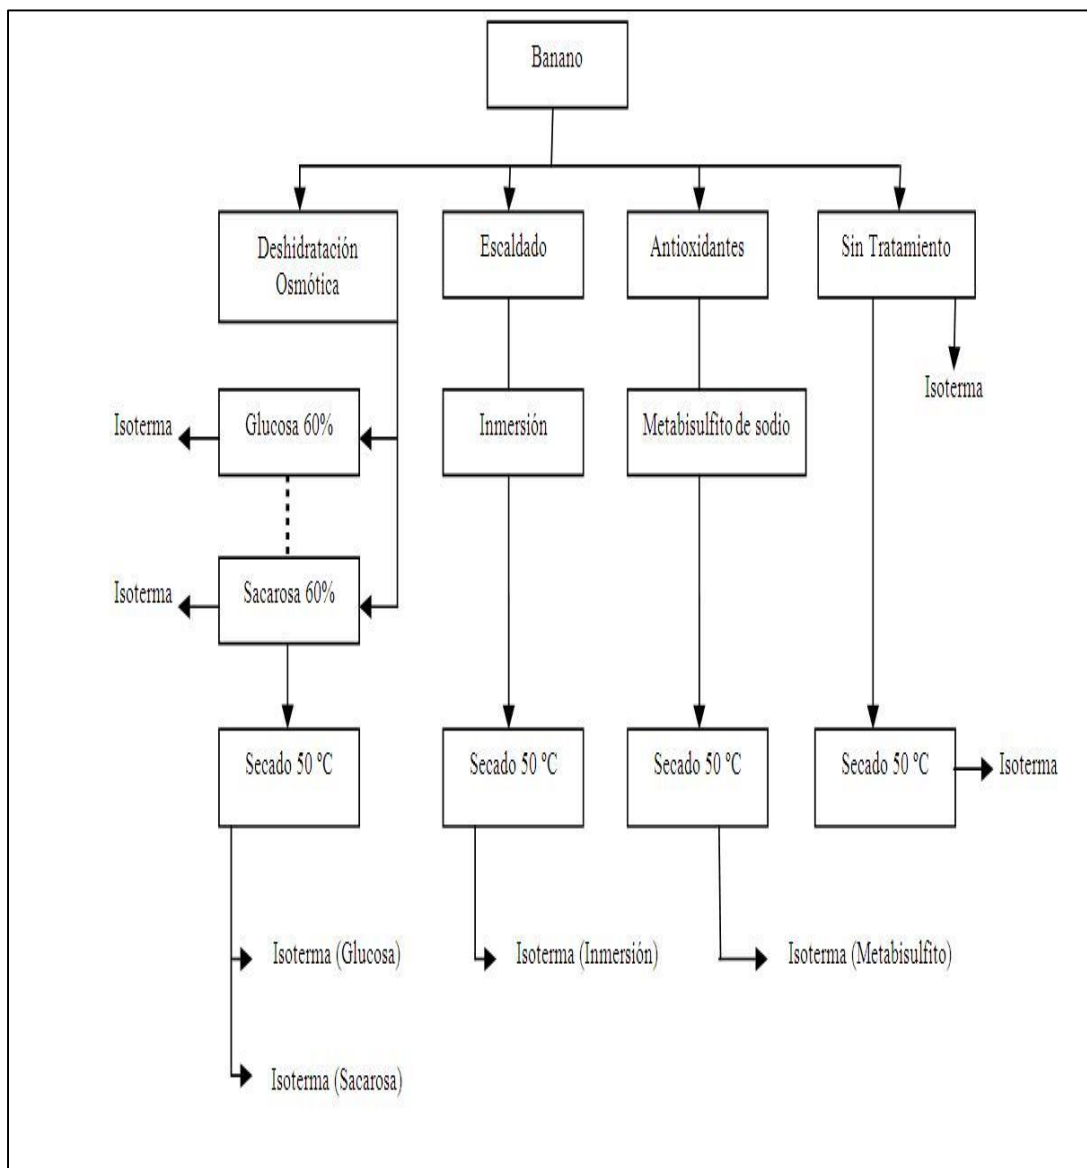 Banano
Deshidratación
Osmótica
Escaldado
Antioxidantes
Sin Tratamiento
Isoterma
Isoterma
Glucosa 60%
Inmersión
Metabisulfito de sodio
Isoterma
Sacarosa 60%
Secado 50 °C
Secado 50 °C
Secado 50 °C
Secado 50 °C
Isoterma
Isoterma (Glucosa)
Isoterma (Inmersión)
Isoterma (Metabisulfito)
Isoterma (Sacarosa)